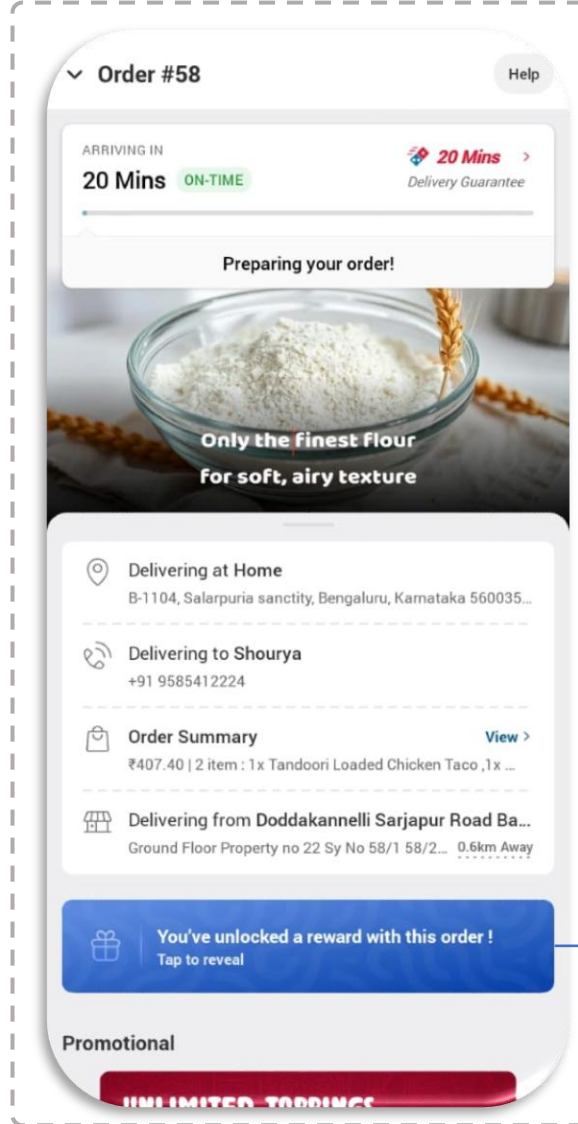 Order #58
Help
ARRIVING IN
20 Mins ON-TIME
20 Mins
Delivery Guarantee
Preparing your order!
Only the finest flour
for soft, airy texture
Delivering at Home
B-1104, Salarpuria sanctity, Bengaluru, Karnataka 560035...
Delivering to Shourya
+91 9585412224
Order Summary
View >
₹407.40 | 2 item : 1x Tandoori Loaded Chicken Taco ,1x ...
Delivering from Doddakannelli Sarjapur Road Ba...
Ground Floor Property no 22 Sy No 58/1 58/2... 0.6km Away
You've unlocked a reward with this order !
Tap to reveal
Promotional
UNLIMITED TOPPINGS